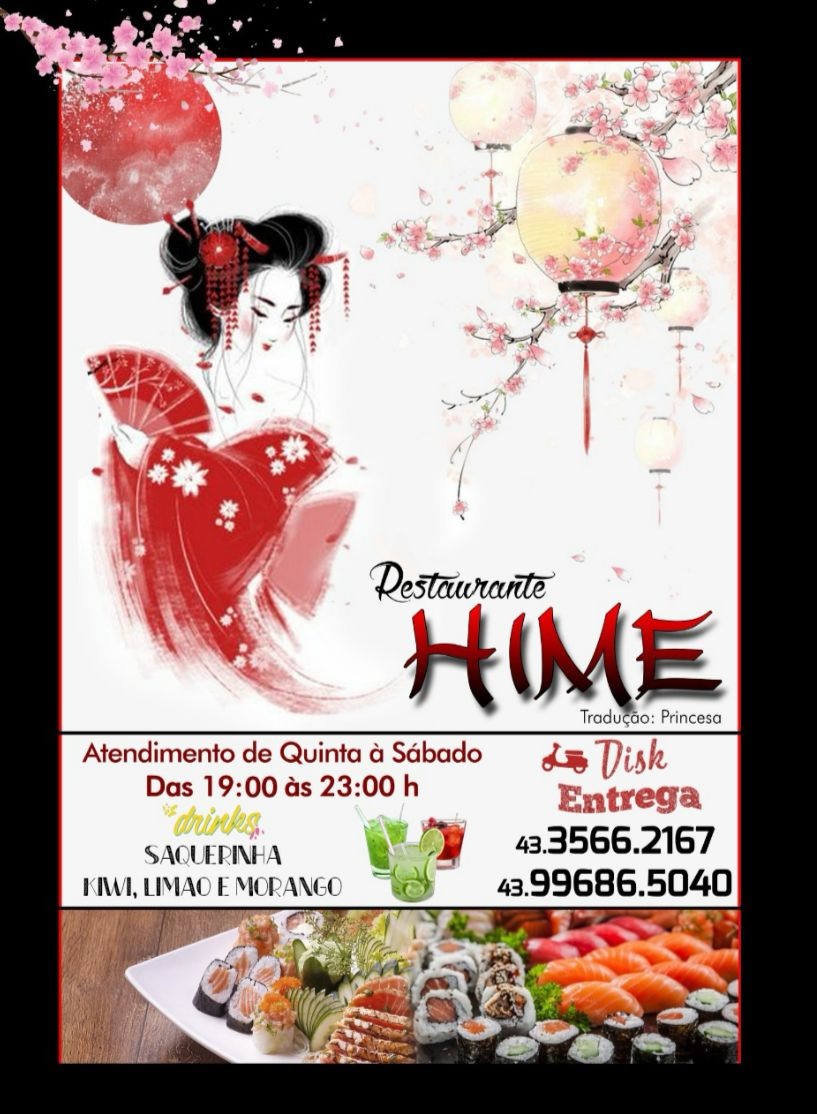 Restaurante
HIME
Tradução: Princesa
Atendimento de Quinta à Sábado
Das 19:00 às 23:00 h
drinks
SAQUERINHA
KIWI, LIMAO E MORANGO
Disk
Entrega
43.3566.2167
43.99686.5040